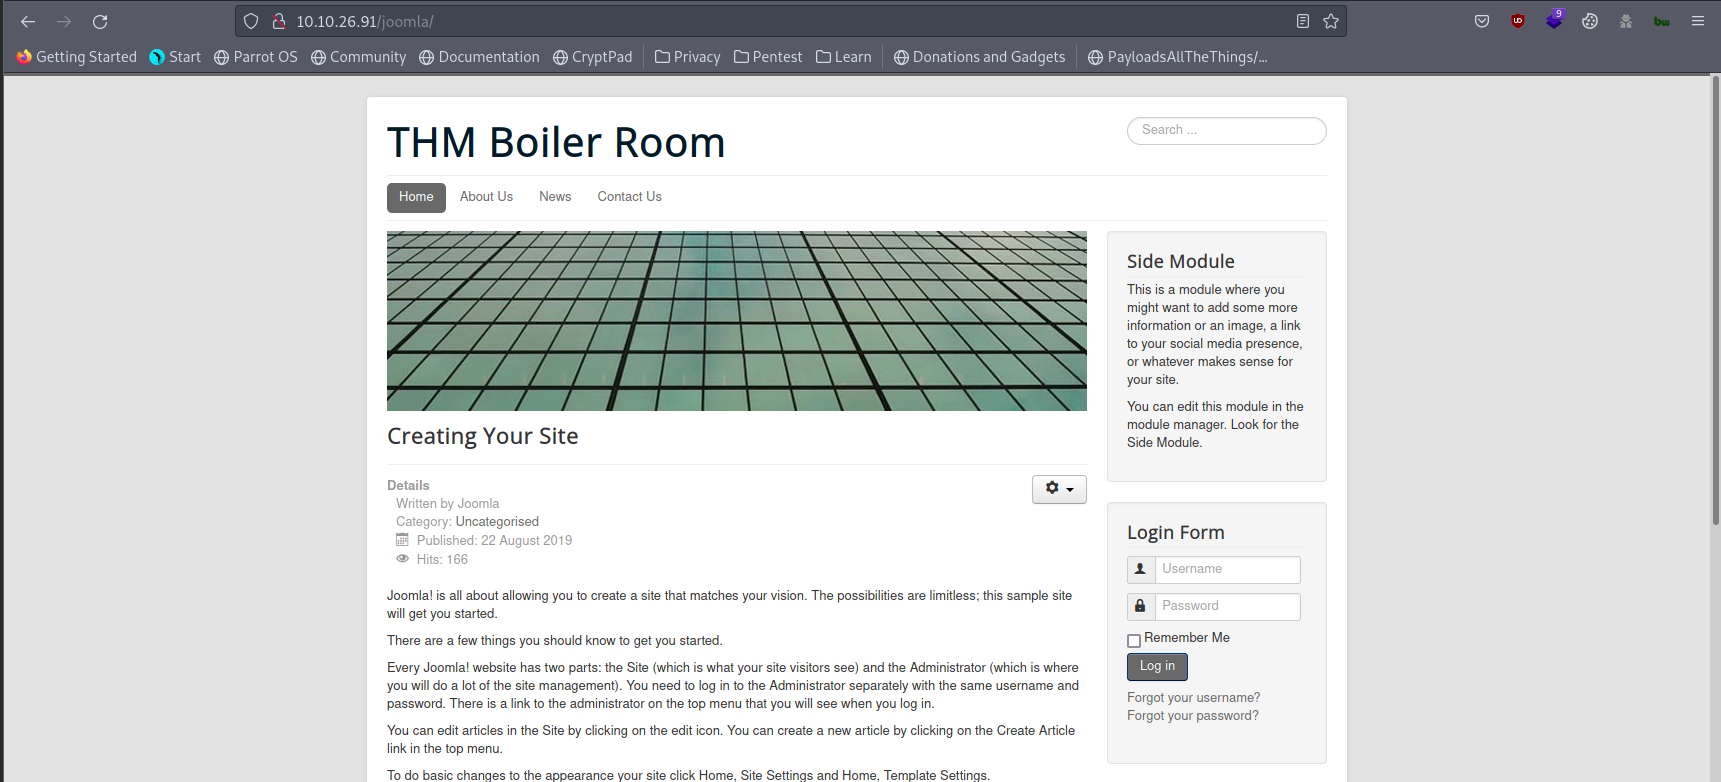 10.10.26.91/joomla/
9
UD
bw
Getting Started
Start
Parrot OS
Community
Documentation
CryptPad
Privacy
Pentest
Learn
Donations and Gadgets
PayloadsAllTheThings/...
THM Boiler Room
Search ...
Home
About Us
News
Contact Us
Creating Your Site
Details
Written by Joomla
Category: Uncategorised
Published: 22 August 2019
Hits: 166
Joomla! is all about allowing you to create a site that matches your vision. The possibilities are limitless; this sample site
will get you started.
There are a few things you should know to get you started.
Every Joomla! website has two parts: the Site (which is what your site visitors see) and the Administrator (which is where
you will do a lot of the site management). You need to log in to the Administrator separately with the same username and
password. There is a link to the administrator on the top menu that you will see when you log in.
You can edit articles in the Site by clicking on the edit icon. You can create a new article by clicking on the Create Article
link in the top menu.
To do basic changes to the appearance your site click Home, Site Settings and Home, Template Settings.
Side Module
This is a module where you
might want to add some more
information or an image, a link
to your social media presence,
or whatever makes sense for
your site.
You can edit this module in the
module manager. Look for the
Side Module.
Login Form
Username
Password
Remember Me
Log in
Forgot your username?
Forgot your password?